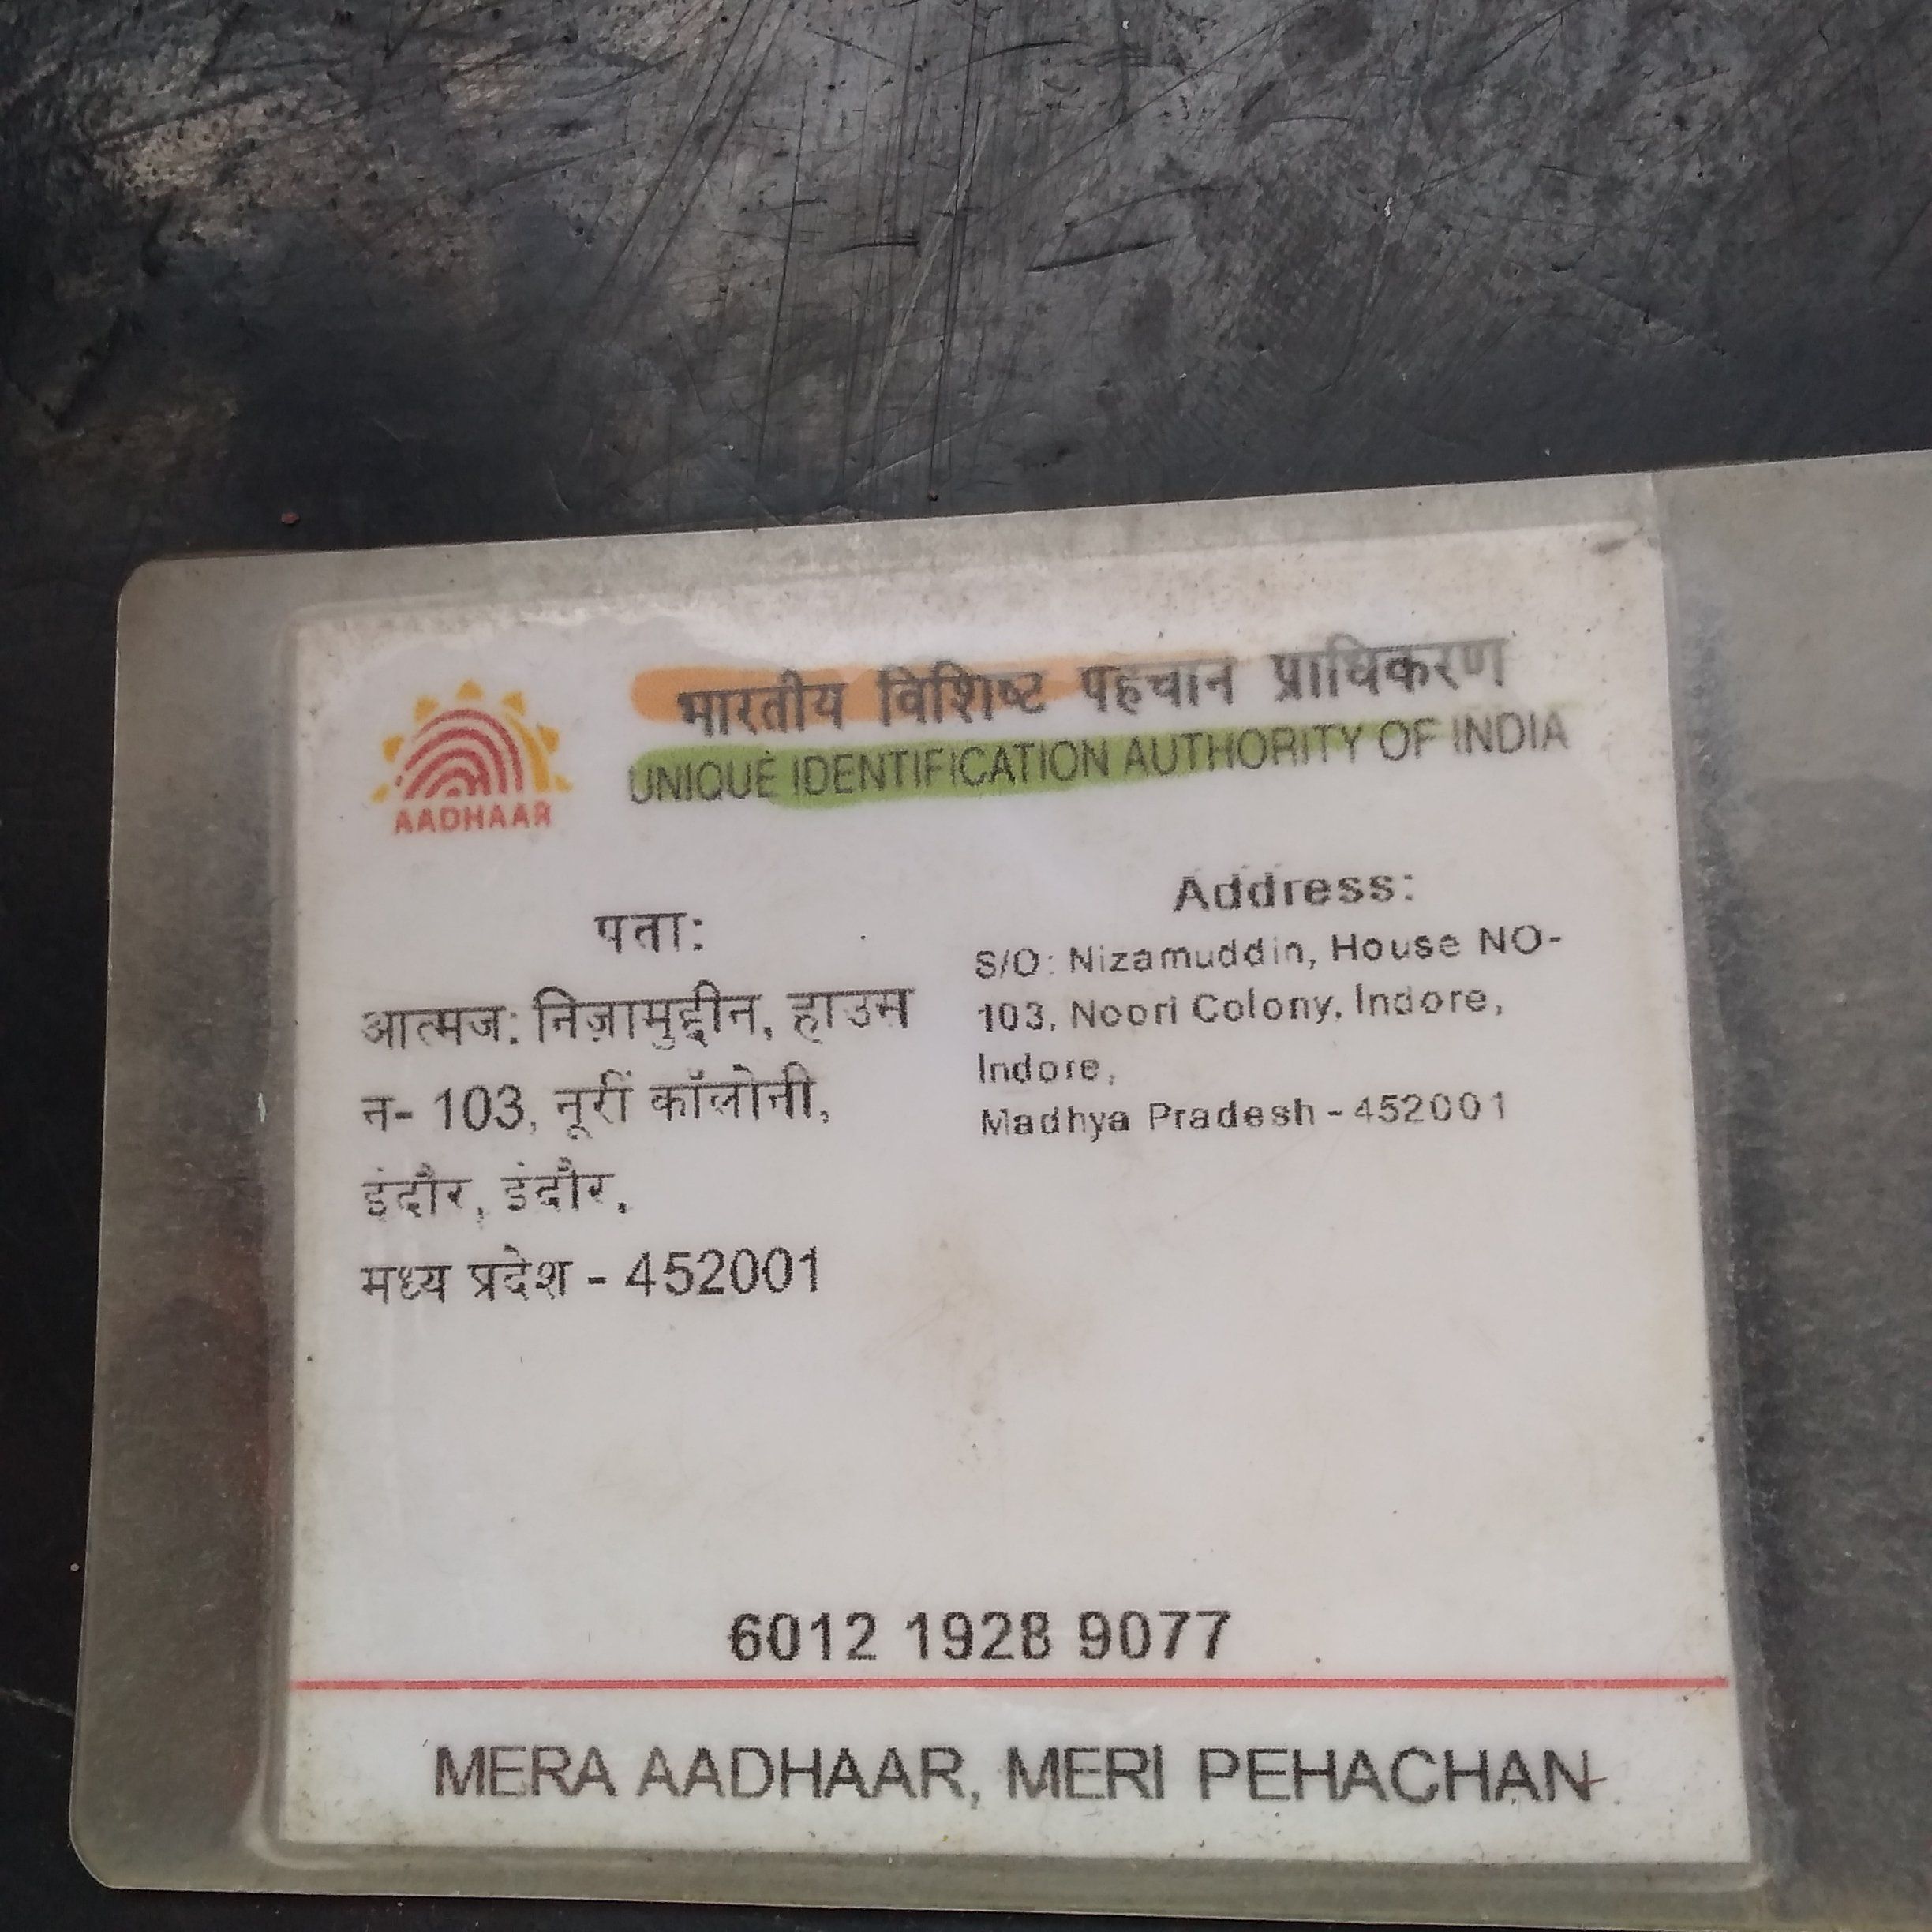 AADHAAR
भारतीय विशिष्ट पहचान प्राधिकरण
UNIQUE IDENTIFICATION AUTHORITY OF INDIA
पता:
आत्मज: निज़ामुद्दीन, हाउस
न- 103, नूरीं कॉलोनी,
इंदौर, इंदौर,
मध्य प्रदेश - 452001
Address:
S/O: Nizamuddin, House NO-
103, Noori Colony, Indore,
Indore,
Madhya Pradesh - 452001
6012 1928 9077
MERA AADHAAR, MERI PEHACHAN